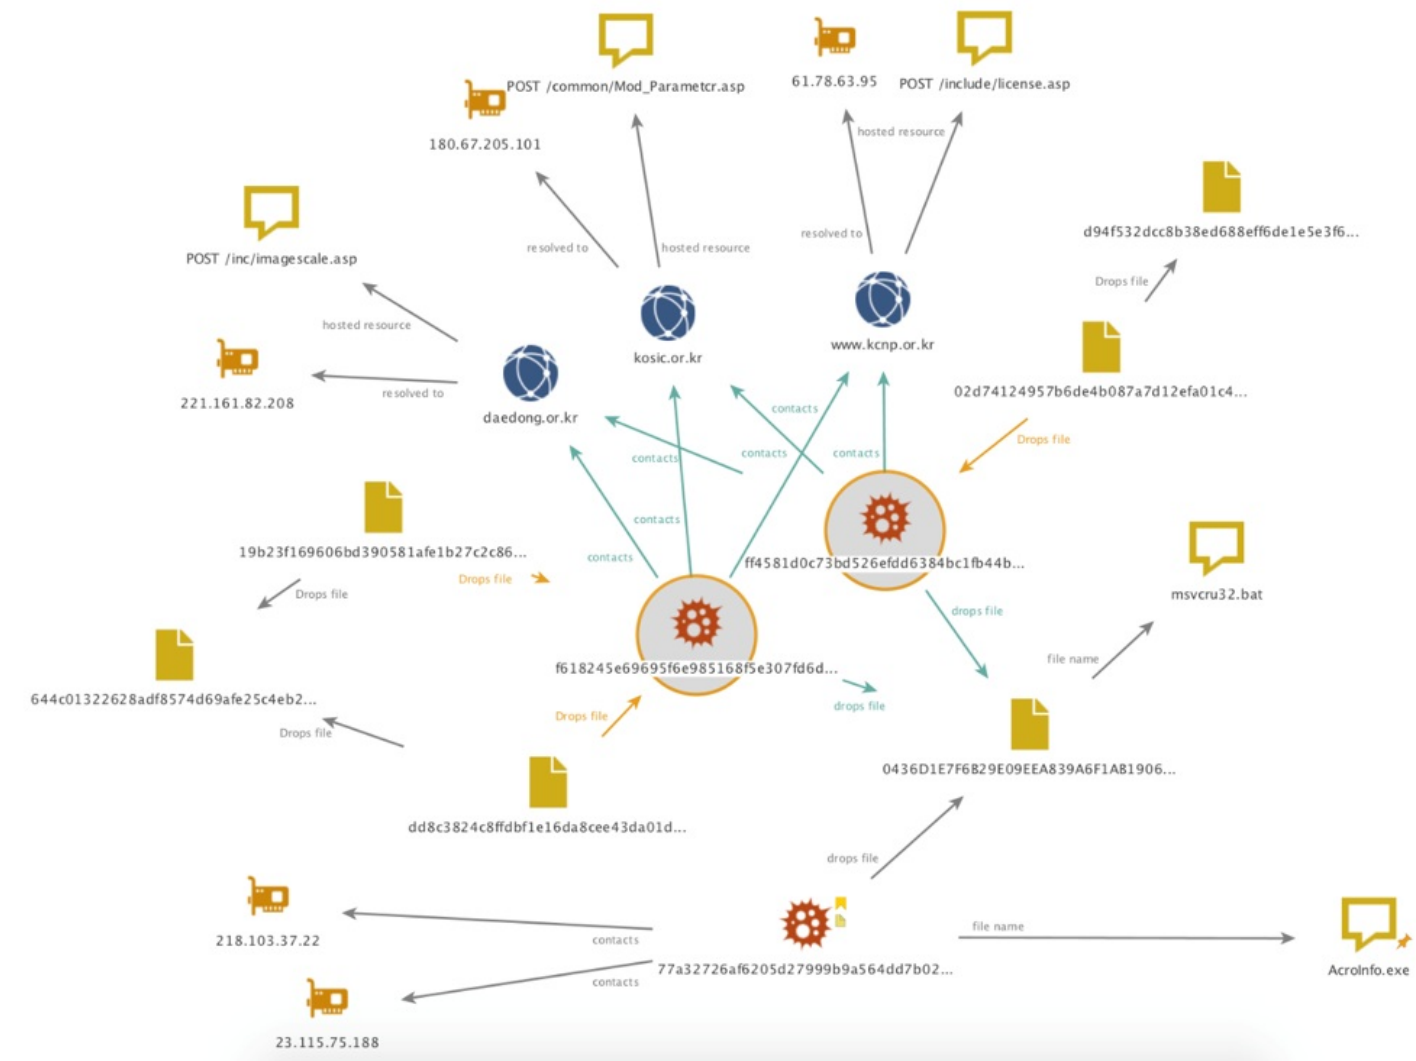 POST /common/Mod_Parametcr.asp
61.78.63.95
POST /include/license.asp
180.67.205.101
hosted resource
POST /inc/imagescale.asp
resolved to
hosted resource
resolved to
d94f532dcc8b38ed688eff6de1e5e3f6...
Drops file
hosted resource
kosic.or.kr
www.kcnp.or.kr
221.161.82.208
resolved to
daedong.or.kr
02d74124957b6de4b087a7d12efa01c4...
contacts
Drops file
contacts
contacts
contacts
contacts
19b23f169606bd390581afe1b27c2c86...
contacts
ff4581d0c73bd526efdd6384bc1fb44b...
Drops file
Drops file
msvcru32.bat
drops file
f618245e69695f6e985168f5e307fd6d...
file name
644c01322628adf8574d69afe25c4eb2...
drops file
Drops file
Drops file
0436D1E7F6B29E09EEA839A6F1AB1906...
dd8c3824c8ffdbf1e16da8cee43da01d...
drops file
218.103.37.22
contacts
file name
77a32726af6205d27999b9a564dd7b02...
AcroInfo.exe
contacts
23.115.75.188